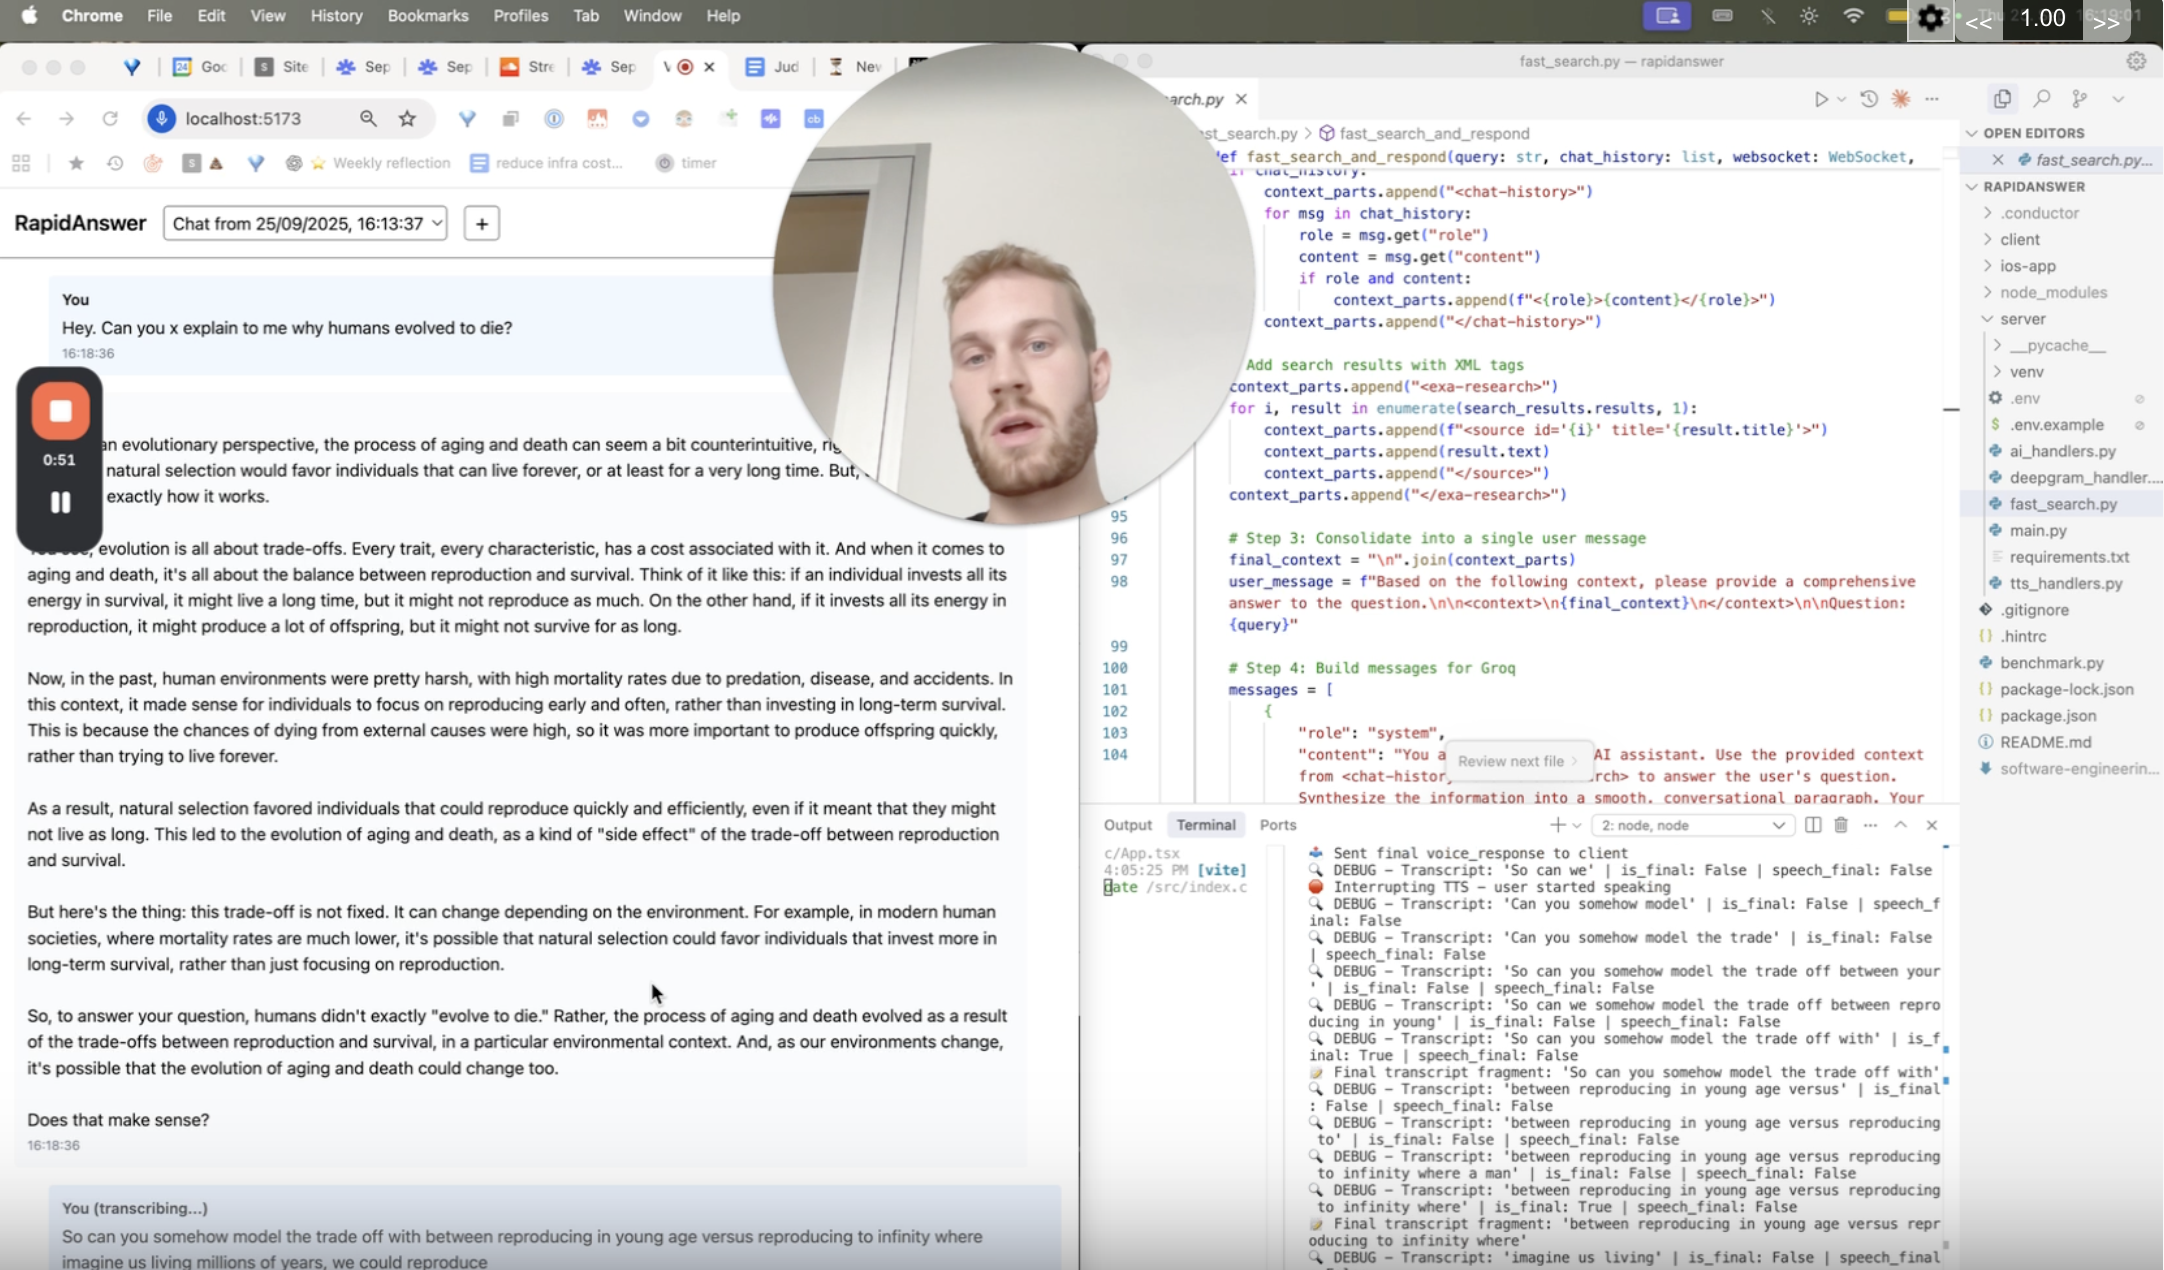 Chrome File Edit View History Bookmarks Profiles Tab Window Help
<< 1.00 >>
Thu 16:19:01
24 Goo S Site Sep Sep Stre Sep V Jud Nev
localhost:5173
Weekly reflection reduce infra cost... timer
RapidAnswer Chat from 25/09/2025, 16:13:37 +
You
Hey. Can you x explain to me why humans evolved to die?
16:18:36
0:51
an evolutionary perspective, the process of aging and death can seem a bit counterintuitive,
natural selection would favor individuals that can live forever, or at least for a very long time. But,
exactly how it works.
evolution is all about trade-offs. Every trait, every characteristic, has a cost associated with it. And when it comes to
aging and death, it's all about the balance between reproduction and survival. Think of it like this: if an individual invests all its
energy in survival, it might live a long time, but it might not reproduce as much. On the other hand, if it invests all its energy in
reproduction, it might produce a lot of offspring, but it might not survive for as long.
Now, in the past, human environments were pretty harsh, with high mortality rates due to predation, disease, and accidents. In
this context, it made sense for individuals to focus on reproducing early and often, rather than investing in long-term survival.
This is because the chances of dying from external causes were high, so it was more important to produce offspring quickly,
rather than trying to live forever.
As a result, natural selection favored individuals that could reproduce quickly and efficiently, even if it meant that they might
not live as long. This led to the evolution of aging and death, as a kind of "side effect" of the trade-off between reproduction
and survival.
But here's the thing: this trade-off is not fixed. It can change depending on the environment. For example, in modern human
societies, where mortality rates are much lower, it's possible that natural selection could favor individuals that invest more in
long-term survival, rather than just focusing on reproduction.
So, to answer your question, humans didn't exactly "evolve to die." Rather, the process of aging and death evolved as a result
of the trade-offs between reproduction and survival, in a particular environmental context. And, as our environments change,
it's possible that the evolution of aging and death could change too.
Does that make sense?
16:18:36
You (transcribing...)
So can you somehow model the trade off with between reproducing in young age versus reproducing to infinity where
imagine us living millions of years, we could reproduce
fast_search.py — rapidanswer
arch.py
st_search.py > fast_search_and_respond
ef fast_search_and_respond(query: str, chat_history: list, websocket: WebSocket,
if chat_history:
context_parts.append("<chat-history>")
for msg in chat_history:
role = msg.get("role")
content = msg.get("content")
if role and content:
context_parts.append(f"<{role}>{content}</{role}>")
context_parts.append("</chat-history>")
Add search results with XML tags
context_parts.append("<exa-research>")
for i, result in enumerate(search_results.results, 1):
context_parts.append(f"<source id='{i}' title='{result.title}'>")
context_parts.append(result.text)
context_parts.append("</source>")
context_parts.append("</exa-research>")
95
96 # Step 3: Consolidate into a single user message
97 final_context = "\n".join(context_parts)
98 user_message = f"Based on the following context, please provide a comprehensive
answer to the question.\n\n<context>\n{final_context}\n</context>\n\nQuestion:
{query}"
99
100 # Step 4: Build messages for Groq
101 messages = [
102 {
103 "role": "system",
104 "content": "You a AI assistant. Use the provided context
from <chat-histor rch> to answer the user's question.
Synthesize the information into a smooth, conversational paragraph. Your
Review next file >
Output Terminal Ports 2: node, node
c/App.tsx
4:05:25 PM [vite]
date /src/index.c
Sent final voice_response to client
DEBUG – Transcript: 'So can we' | is_final: False | speech_final: False
Interrupting TTS – user started speaking
DEBUG – Transcript: 'Can you somehow model' | is_final: False | speech_f
inal: False
DEBUG – Transcript: 'Can you somehow model the trade' | is_final: False
| speech_final: False
DEBUG – Transcript: 'So can you somehow model the trade off between your
' | is_final: False | speech_final: False
DEBUG – Transcript: 'So can we somehow model the trade off between repro
ducing in young' | is_final: False | speech_final: False
DEBUG – Transcript: 'So can you somehow model the trade off with' | is_f
inal: True | speech_final: False
Final transcript fragment: 'So can you somehow model the trade off with'
DEBUG – Transcript: 'between reproducing in young age versus' | is_final
: False | speech_final: False
DEBUG – Transcript: 'between reproducing in young age versus reproducing
to' | is_final: False | speech_final: False
DEBUG – Transcript: 'between reproducing in young age versus reproducing
to infinity where a man' | is_final: False | speech_final: False
DEBUG – Transcript: 'between reproducing in young age versus reproducing
to infinity where' | is_final: True | speech_final: False
Final transcript fragment: 'between reproducing in young age versus repr
oducing to infinity where'
DEBUG – Transcript: 'imagine us living' | is_final: False | speech_final
OPEN EDITORS
fast_search.py...
RAPIDANSWER
.conductor
client
ios-app
node_modules
server
__pycache__
venv
.env
.env.example
ai_handlers.py
deepgram_handler....
fast_search.py
main.py
requirements.txt
tts_handlers.py
.gitignore
.hintrc
benchmark.py
package-lock.json
package.json
README.md
software-engineerin...